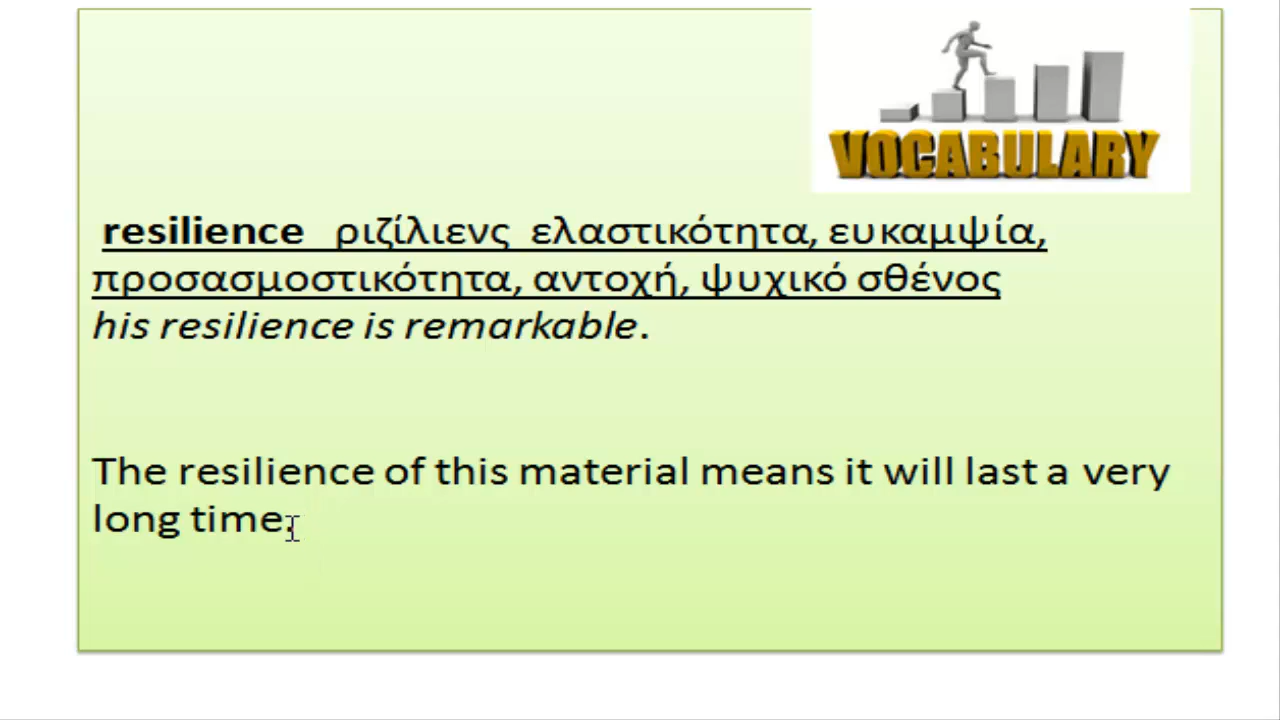 VOCABULARY
resilience ριζίλιενς ελαστικότητα, ευκαμψία,
προσασμοστικότητα, αντοχή, ψυχικό σθένος
his resilience is remarkable.
The resilience of this material means it will last a very
long time.